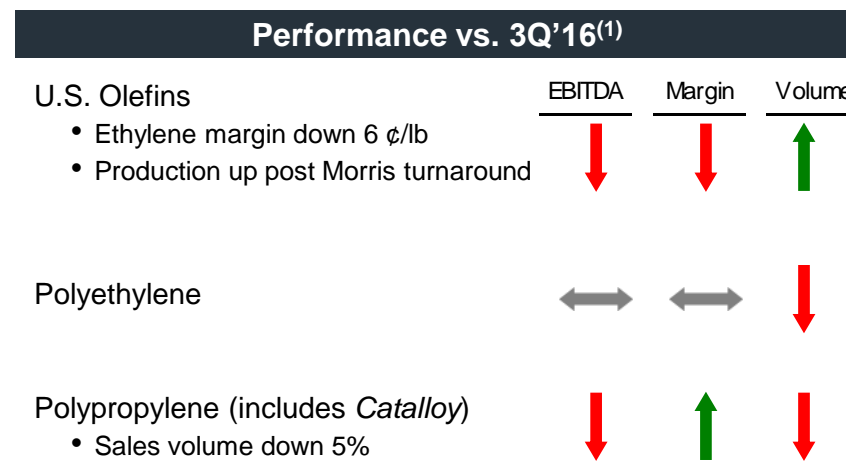 Performance vs. 3Q’16(1)
U.S. Olefins EBITDA Margin Volume
• Ethylene margin down 6 ¢/lb
• Production up post Morris turnaround
Polyethylene
Polypropylene (includes Catalloy)
• Sales volume down 5%